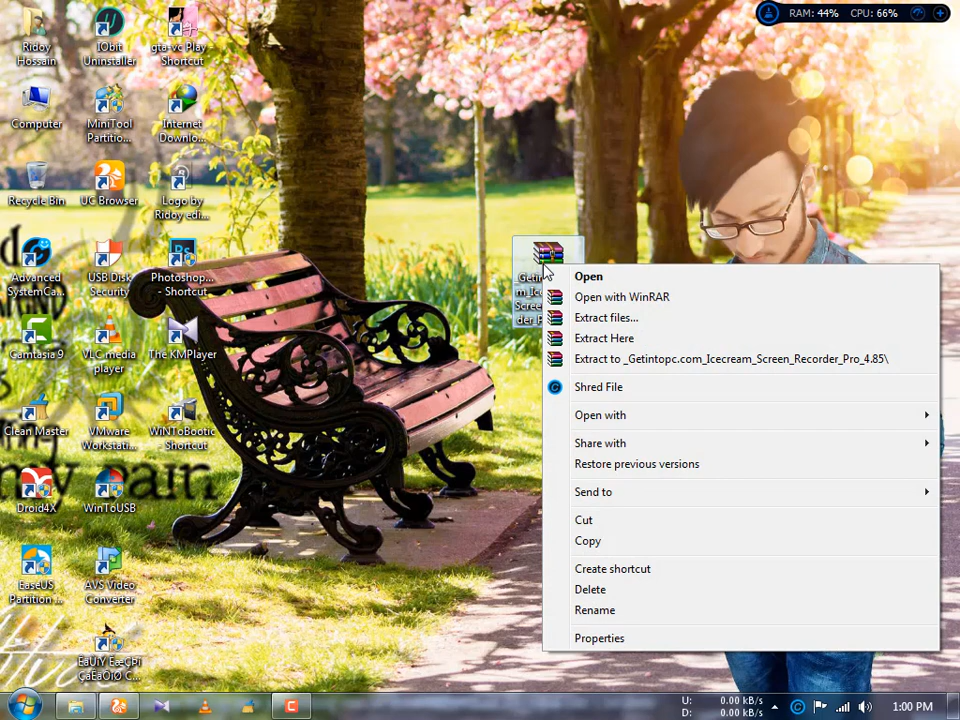 RAM: 44% CPU: 66%
Ridoy
Hossain
IObit
Uninstaller
gta-vc Play
Shortcut
Computer
MiniTool
Partitio...
Internet
Downlo...
Recycle Bin
UC Browser
Logo by
Ridoy edi...
Advanced
SystemCa...
USB Disk
Security
Photoshop...
- Shortcut
Camtasia 9
VLC media
player
The KMPlayer
Clean Master
VMware
Workstati...
WiNToBootic
- Shortcut
my pain
Droid4X
WinToUSB
EaseUS
Partition ...
AVS Video
Converter
Open
Open with WinRAR
Extract files...
Extract Here
Extract to _Getintopc.com_Icecream_Screen_Recorder_Pro_4.85\
Shred File
Open with
Share with
Restore previous versions
Send to
Cut
Copy
Create shortcut
Delete
Rename
Properties
U: 0.00 kB/s
D: 0.00 kB/s
1:00 PM